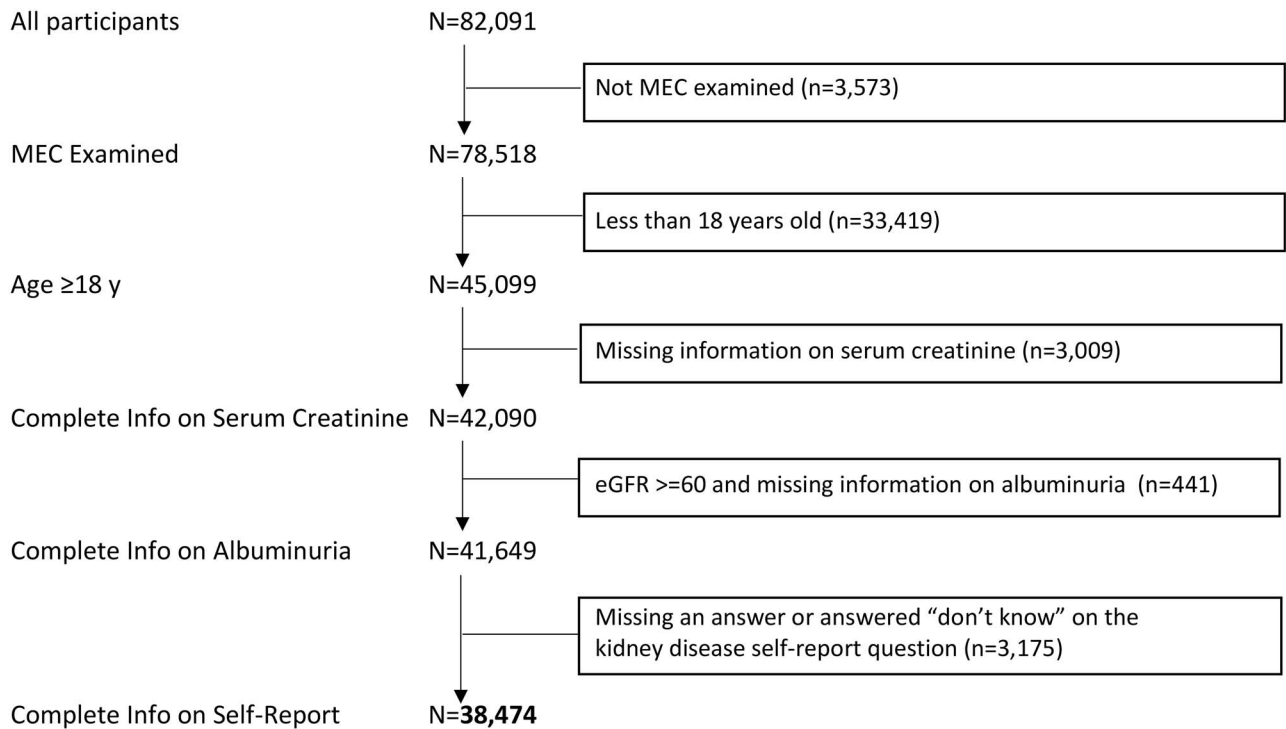 All participants N=82,091
Not MEC examined (n=3,573)
MEC Examined N=78,518
Less than 18 years old (n=33,419)
Age ≥18 y N=45,099
Missing information on serum creatinine (n=3,009)
Complete Info on Serum Creatinine N=42,090
eGFR >=60 and missing information on albuminuria (n=441)
Complete Info on Albuminuria N=41,649
Missing an answer or answered “don’t know” on the
kidney disease self-report question (n=3,175)
Complete Info on Self-Report N=38,474